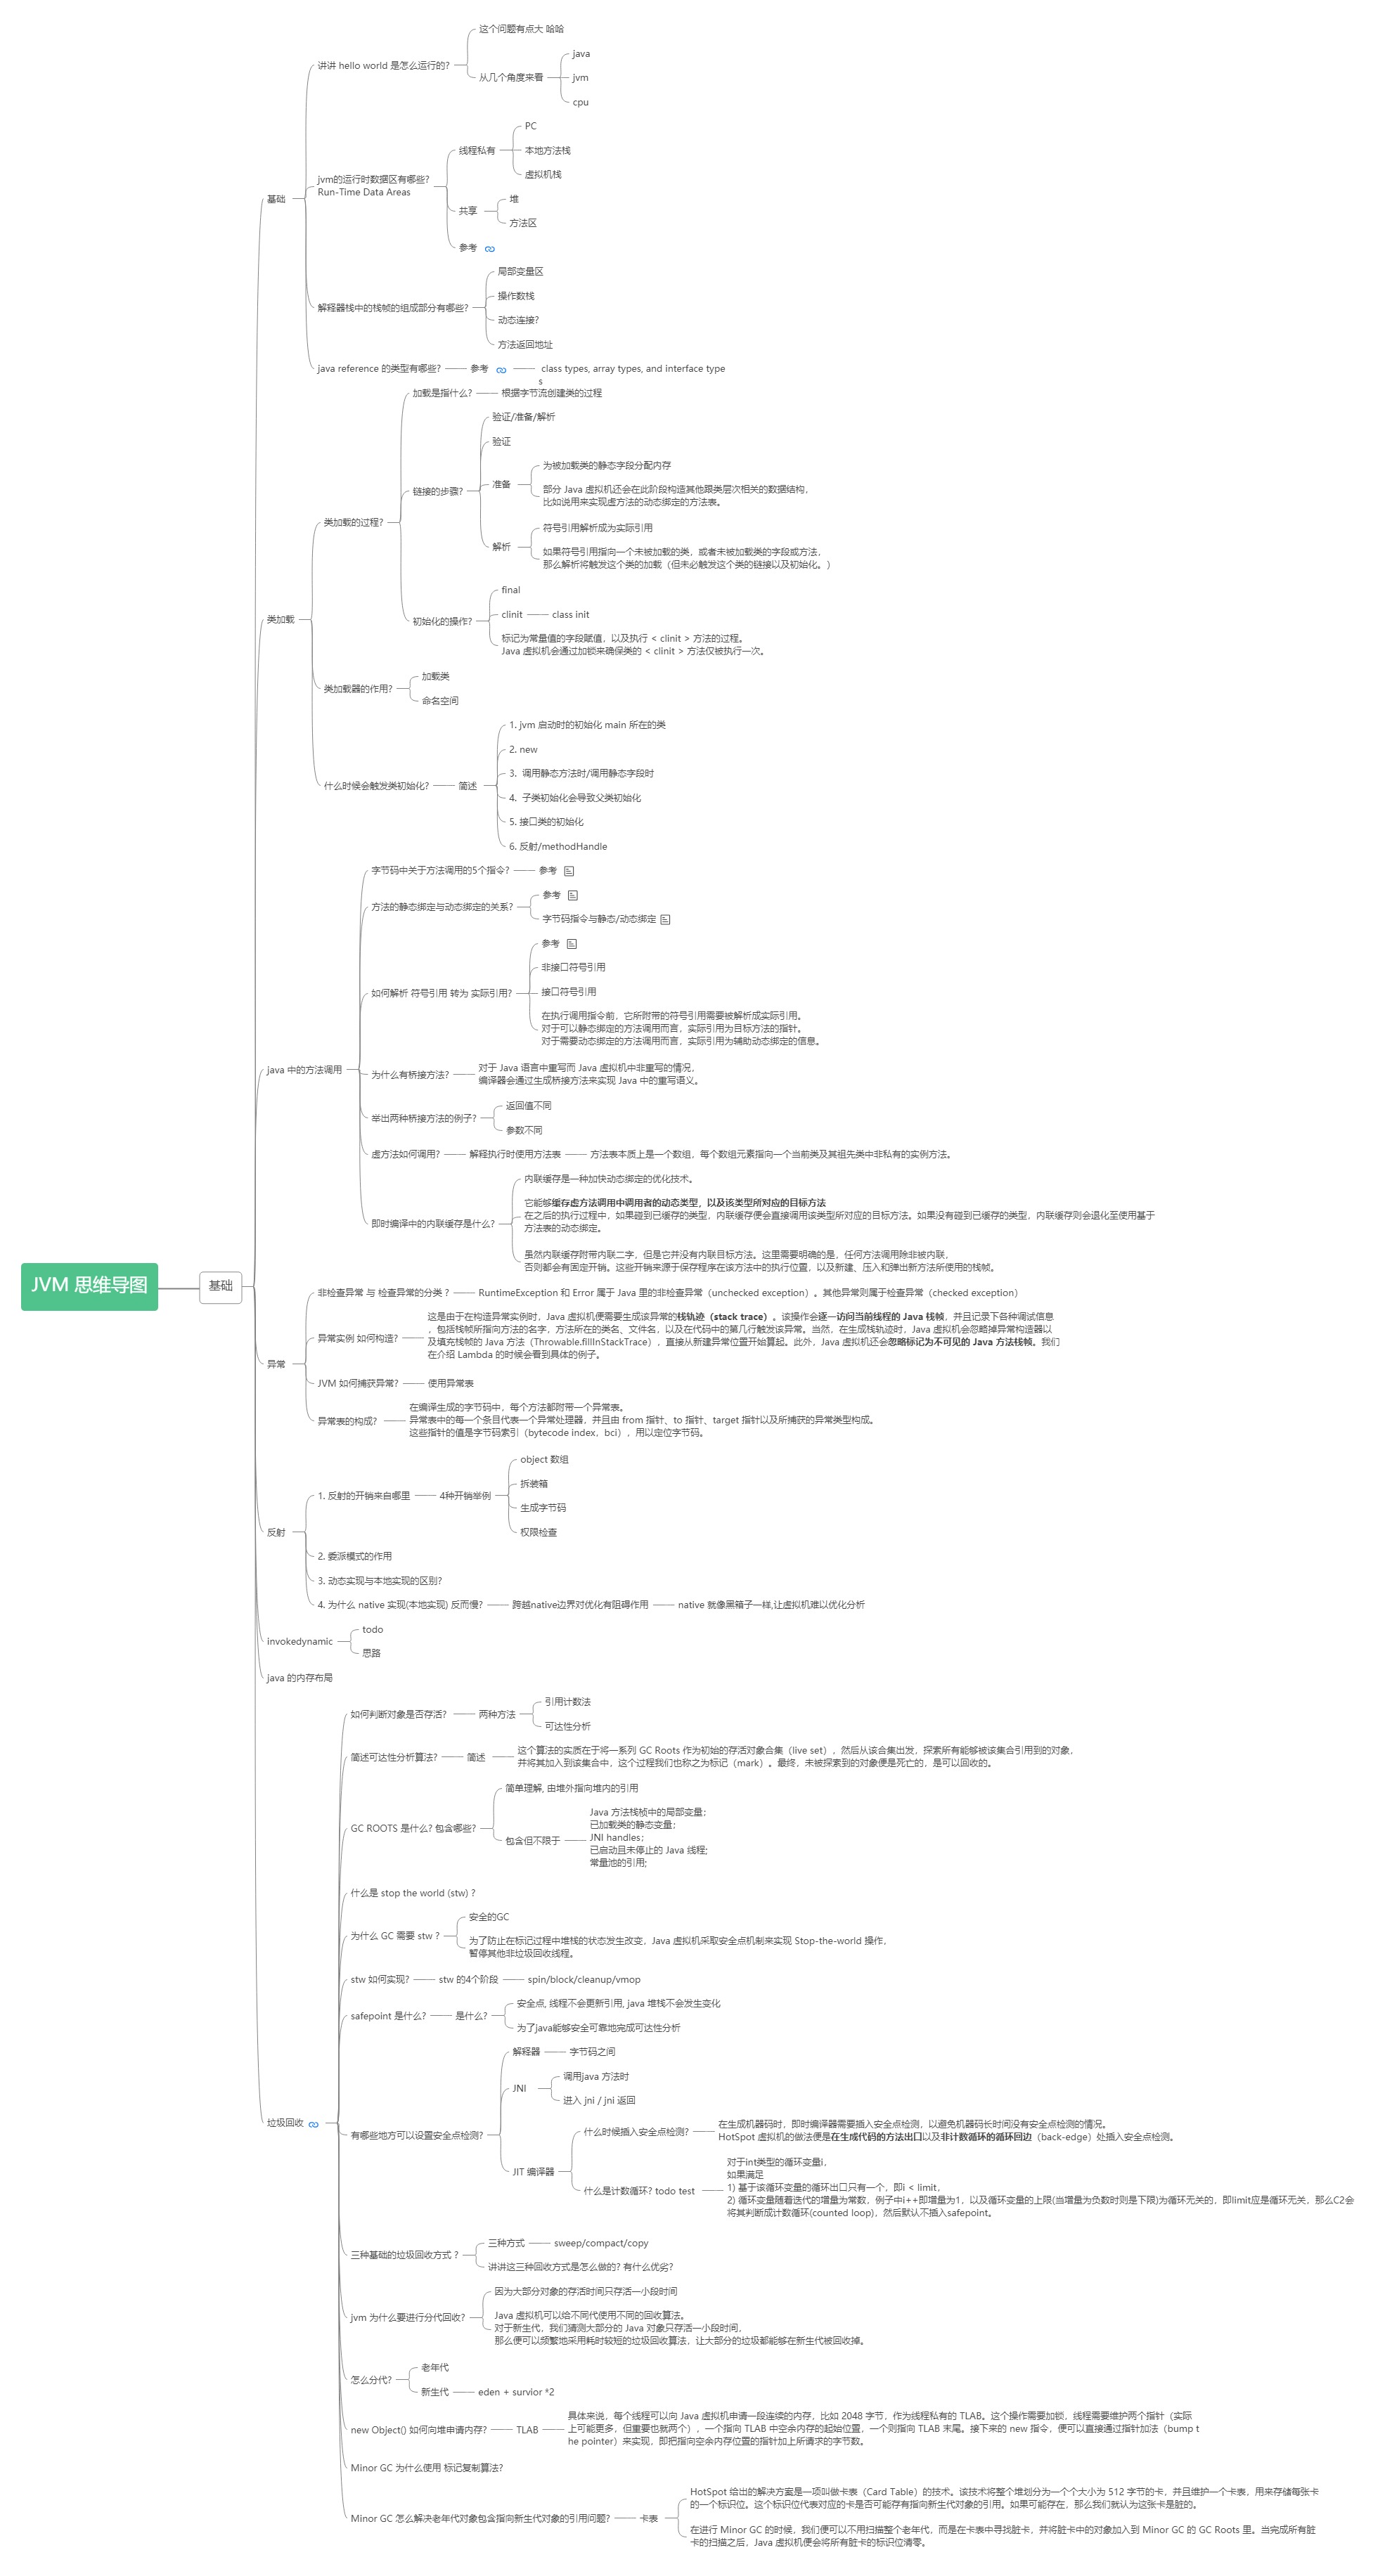 JVM 思维导图
基础
基础
讲讲 hello world 是怎么运行的?
这个问题有点大 哈哈
从几个角度来看
java
jvm
cpu
jvm的运行时数据区有哪些?
Run-Time Data Areas
线程私有
PC
本地方法栈
虚拟机栈
共享
堆
方法区
参考
解释器栈中的栈帧的组成部分有哪些?
局部变量区
操作数栈
动态连接?
方法返回地址
java reference 的类型有哪些?
参考
class types, array types, and interface type
s
类加载
类加载的过程?
加载是指什么?
根据字节流创建类的过程
链接的步骤?
验证/准备/解析
验证
准备
为被加载类的静态字段分配内存
部分 Java 虚拟机还会在此阶段构造其他跟类层次相关的数据结构，
比如说用来实现虚方法的动态绑定的方法表。
解析
符号引用解析成为实际引用
如果符号引用指向一个未被加载的类，或者未被加载类的字段或方法，
那么解析将触发这个类的加载（但未必触发这个类的链接以及初始化。）
初始化的操作?
final
clinit
class init
标记为常量值的字段赋值，以及执行 < clinit > 方法的过程。
Java 虚拟机会通过加锁来确保类的 < clinit > 方法仅被执行一次。
类加载器的作用?
加载类
命名空间
什么时候会触发类初始化?
简述
1. jvm 启动时的初始化 main 所在的类
2. new
3.  调用静态方法时/调用静态字段时
4.  子类初始化会导致父类初始化
5. 接口类的初始化
6. 反射/methodHandle
java 中的方法调用
字节码中关于方法调用的5个指令?
参考
方法的静态绑定与动态绑定的关系?
参考
字节码指令与静态/动态绑定
如何解析 符号引用 转为 实际引用?
参考
非接口符号引用
接口符号引用
在执行调用指令前，它所附带的符号引用需要被解析成实际引用。
对于可以静态绑定的方法调用而言，实际引用为目标方法的指针。
对于需要动态绑定的方法调用而言，实际引用为辅助动态绑定的信息。
为什么有桥接方法?
对于 Java 语言中重写而 Java 虚拟机中非重写的情况，
编译器会通过生成桥接方法来实现 Java 中的重写语义。
举出两种桥接方法的例子?
返回值不同
参数不同
虚方法如何调用?
解释执行时使用方法表
方法表本质上是一个数组，每个数组元素指向一个当前类及其祖先类中非私有的实例方法。
即时编译中的内联缓存是什么?
内联缓存是一种加快动态绑定的优化技术。
它能够缓存虚方法调用中调用者的动态类型，以及该类型所对应的目标方法
在之后的执行过程中，如果碰到已缓存的类型，内联缓存便会直接调用该类型所对应的目标方法。如果没有碰到已缓存的类型，内联缓存则会退化至使用基于
方法表的动态绑定。
虽然内联缓存附带内联二字，但是它并没有内联目标方法。这里需要明确的是，任何方法调用除非被内联，
否则都会有固定开销。这些开销来源于保存程序在该方法中的执行位置，以及新建、压入和弹出新方法所使用的栈帧。
异常
非检查异常 与 检查异常的分类 ?
RuntimeException 和 Error 属于 Java 里的非检查异常（unchecked exception）。其他异常则属于检查异常（checked exception）
异常实例 如何构造?
这是由于在构造异常实例时，Java 虚拟机便需要生成该异常的栈轨迹（stack trace）。该操作会逐一访问当前线程的 Java 栈帧，并且记录下各种调试信息
，包括栈帧所指向方法的名字，方法所在的类名、文件名，以及在代码中的第几行触发该异常。当然，在生成栈轨迹时，Java 虚拟机会忽略掉异常构造器以
及填充栈帧的 Java 方法（Throwable.fillInStackTrace），直接从新建异常位置开始算起。此外，Java 虚拟机还会忽略标记为不可见的 Java 方法栈帧。我们
在介绍 Lambda 的时候会看到具体的例子。
JVM 如何捕获异常?
使用异常表
异常表的构成?
在编译生成的字节码中，每个方法都附带一个异常表。
异常表中的每一个条目代表一个异常处理器，并且由 from 指针、to 指针、target 指针以及所捕获的异常类型构成。
这些指针的值是字节码索引（bytecode index，bci），用以定位字节码。
反射
1. 反射的开销来自哪里
4种开销举例
object 数组
拆装箱
生成字节码
权限检查
2. 委派模式的作用
3. 动态实现与本地实现的区别?
4. 为什么 native 实现(本地实现) 反而慢?
跨越native边界对优化有阻碍作用
native 就像黑箱子一样,让虚拟机难以优化分析
invokedynamic
todo
思路
java 的内存布局
垃圾回收
如何判断对象是否存活?
两种方法
引用计数法
可达性分析
简述可达性分析算法?
简述
这个算法的实质在于将一系列 GC Roots 作为初始的存活对象合集（live set），然后从该合集出发，探索所有能够被该集合引用到的对象，
并将其加入到该集合中，这个过程我们也称之为标记（mark）。最终，未被探索到的对象便是死亡的，是可以回收的。
GC ROOTS 是什么? 包含哪些?
简单理解, 由堆外指向堆内的引用
包含但不限于
Java 方法栈桢中的局部变量；
已加载类的静态变量；
JNI handles；
已启动且未停止的 Java 线程;
常量池的引用;
什么是 stop the world (stw) ?
为什么 GC 需要 stw ?
安全的GC
为了防止在标记过程中堆栈的状态发生改变，Java 虚拟机采取安全点机制来实现 Stop-the-world 操作，
暂停其他非垃圾回收线程。
stw 如何实现?
stw 的4个阶段
spin/block/cleanup/vmop
safepoint 是什么?
是什么?
安全点, 线程不会更新引用, java 堆栈不会发生变化
为了java能够安全可靠地完成可达性分析
有哪些地方可以设置安全点检测?
解释器
字节码之间
JNI
调用java 方法时
进入 jni / jni 返回
JIT 编译器
什么时候插入安全点检测?
在生成机器码时，即时编译器需要插入安全点检测，以避免机器码长时间没有安全点检测的情况。
HotSpot 虚拟机的做法便是在生成代码的方法出口以及非计数循环的循环回边（back-edge）处插入安全点检测。
什么是计数循环? todo test
对于int类型的循环变量i，
如果满足
1) 基于该循环变量的循环出口只有一个，即i < limit，
2) 循环变量随着迭代的增量为常数，例子中i++即增量为1，以及循环变量的上限(当增量为负数时则是下限)为循环无关的，即limit应是循环无关，那么C2会
将其判断成计数循环(counted loop)，然后默认不插入safepoint。
三种基础的垃圾回收方式 ?
三种方式
sweep/compact/copy
讲讲这三种回收方式是怎么做的? 有什么优劣?
jvm 为什么要进行分代回收?
因为大部分对象的存活时间只存活一小段时间
Java 虚拟机可以给不同代使用不同的回收算法。
对于新生代，我们猜测大部分的 Java 对象只存活一小段时间，
那么便可以频繁地采用耗时较短的垃圾回收算法，让大部分的垃圾都能够在新生代被回收掉。
怎么分代?
老年代
新生代
eden + survior *2
new Object() 如何向堆申请内存?
TLAB
具体来说，每个线程可以向 Java 虚拟机申请一段连续的内存，比如 2048 字节，作为线程私有的 TLAB。这个操作需要加锁，线程需要维护两个指针（实际
上可能更多，但重要也就两个），一个指向 TLAB 中空余内存的起始位置，一个则指向 TLAB 末尾。接下来的 new 指令，便可以直接通过指针加法（bump t
he pointer）来实现，即把指向空余内存位置的指针加上所请求的字节数。
Minor GC 为什么使用 标记复制算法?
Minor GC 怎么解决老年代对象包含指向新生代对象的引用问题?
卡表
HotSpot 给出的解决方案是一项叫做卡表（Card Table）的技术。该技术将整个堆划分为一个个大小为 512 字节的卡，并且维护一个卡表，用来存储每张卡
的一个标识位。这个标识位代表对应的卡是否可能存有指向新生代对象的引用。如果可能存在，那么我们就认为这张卡是脏的。
在进行 Minor GC 的时候，我们便可以不用扫描整个老年代，而是在卡表中寻找脏卡，并将脏卡中的对象加入到 Minor GC 的 GC Roots 里。当完成所有脏
卡的扫描之后，Java 虚拟机便会将所有脏卡的标识位清零。